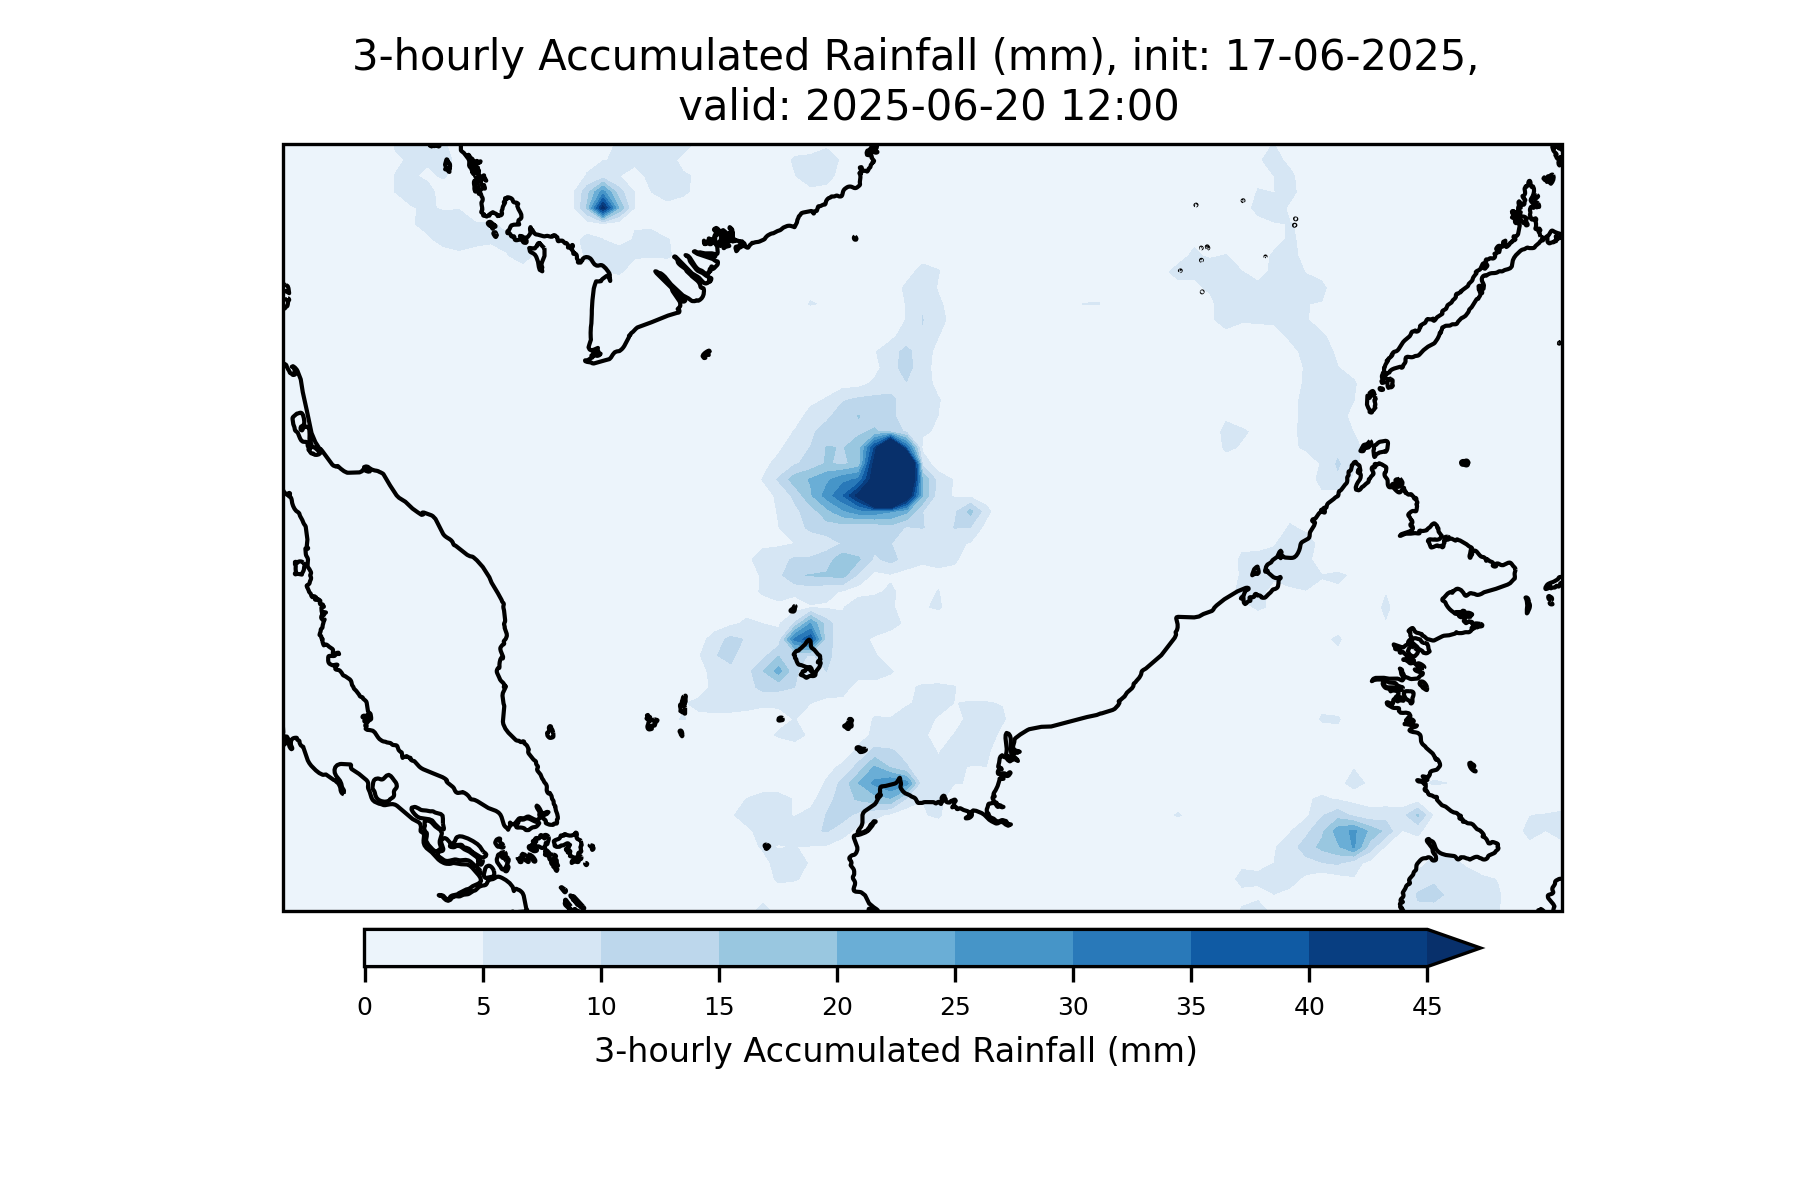 3-hourly Accumulated Rainfall (mm), init: 17-06-2025,
valid: 2025-06-20 12:00
0 5 10 15 20 25 30 35 40 45
3-hourly Accumulated Rainfall (mm)